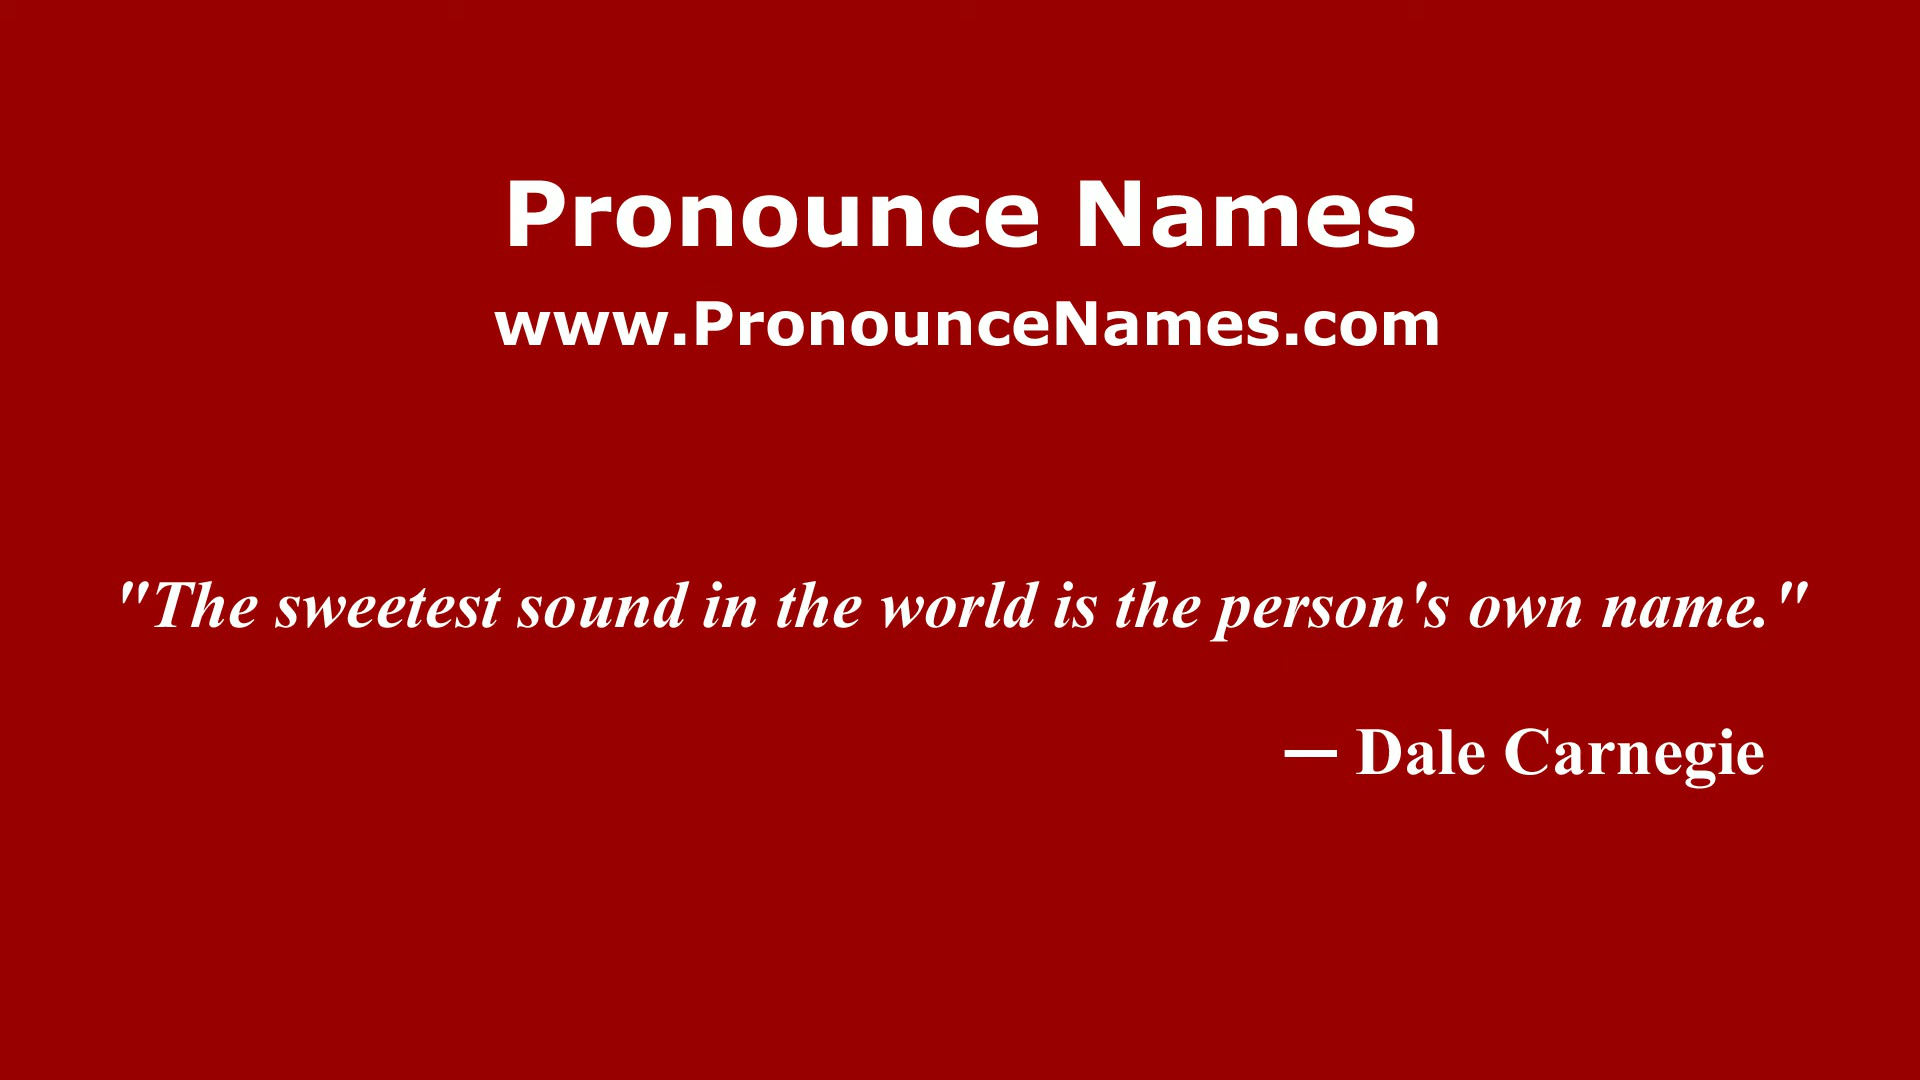 Pronounce Names
www.PronounceNames.com
"The sweetest sound in the world is the person's own name."
— Dale Carnegie